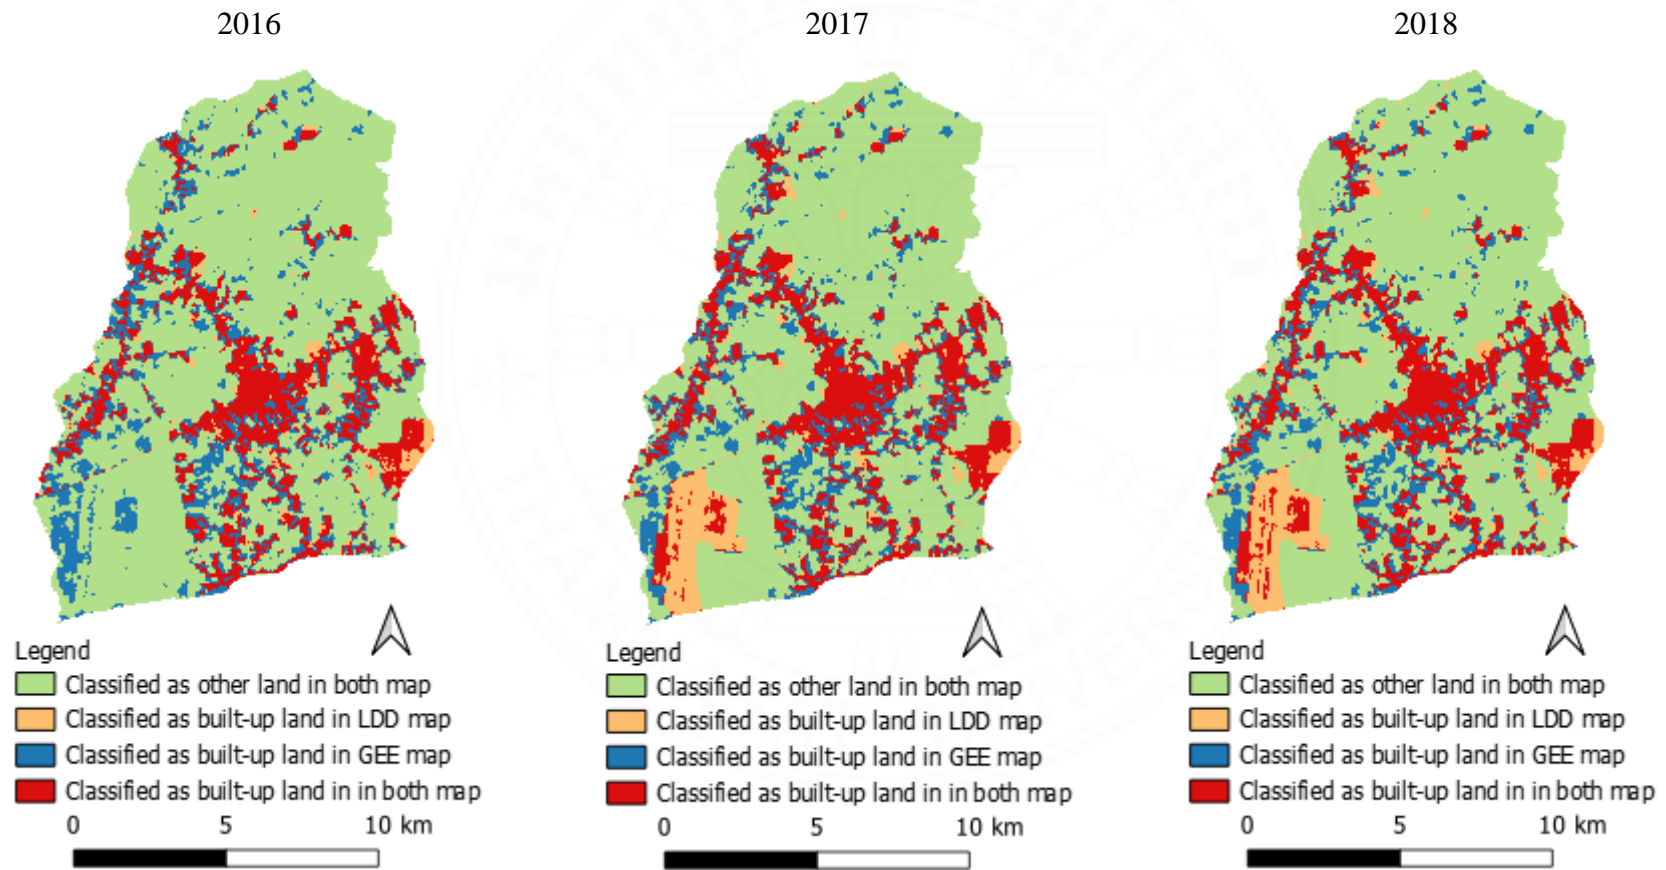 2016
2017
2018
Legend
Classified as other land in both map
Classified as built-up land in LDD map
Classified as built-up land in GEE map
Classified as built-up land in in both map
0 5 10 km
Legend
Classified as other land in both map
Classified as built-up land in LDD map
Classified as built-up land in GEE map
Classified as built-up land in in both map
0 5 10 km
Legend
Classified as other land in both map
Classified as built-up land in LDD map
Classified as built-up land in GEE map
Classified as built-up land in in both map
0 5 10 km